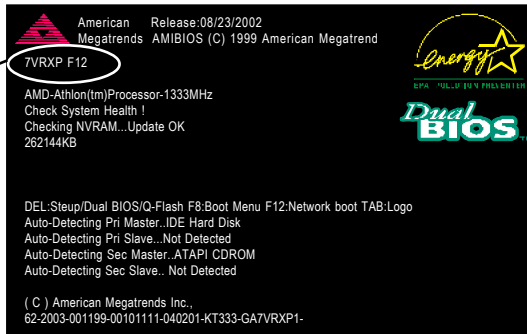 American Release:08/23/2002
Megatrends AMIBIOS (C) 1999 American Megatrend
7VRXP F12
energy
EPA POLLUTION PREVENTER
Dual
BIOS
AMD-Athlon(tm)Processor-1333MHz
Check System Health !
Checking NVRAM...Update OK
262144KB
DEL:Steup/Dual BIOS/Q-Flash F8:Boot Menu F12:Network boot TAB:Logo
Auto-Detecting Pri Master..IDE Hard Disk
Auto-Detecting Pri Slave...Not Detected
Auto-Detecting Sec Master..ATAPI CDROM
Auto-Detecting Sec Slave.. Not Detected
( C ) American Megatrends Inc.,
62-2003-001199-00101111-040201-KT333-GA7VRXP1-